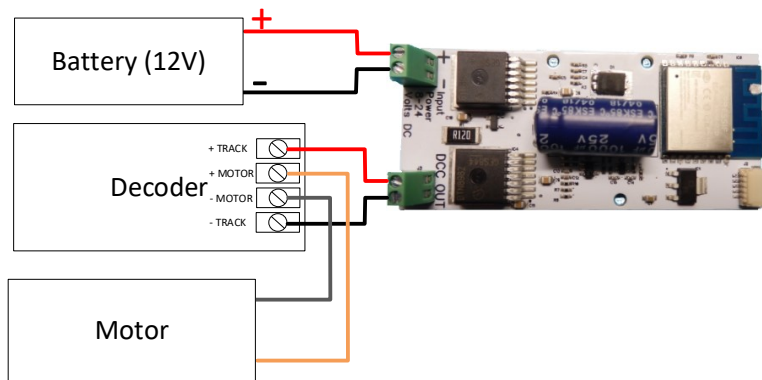 +
Battery (12V)
-
+ -
Input
Power
Volts DC
R120
25V
Decoder
+ TRACK
+ MOTOR
- MOTOR
- TRACK
DCC OUT
Motor